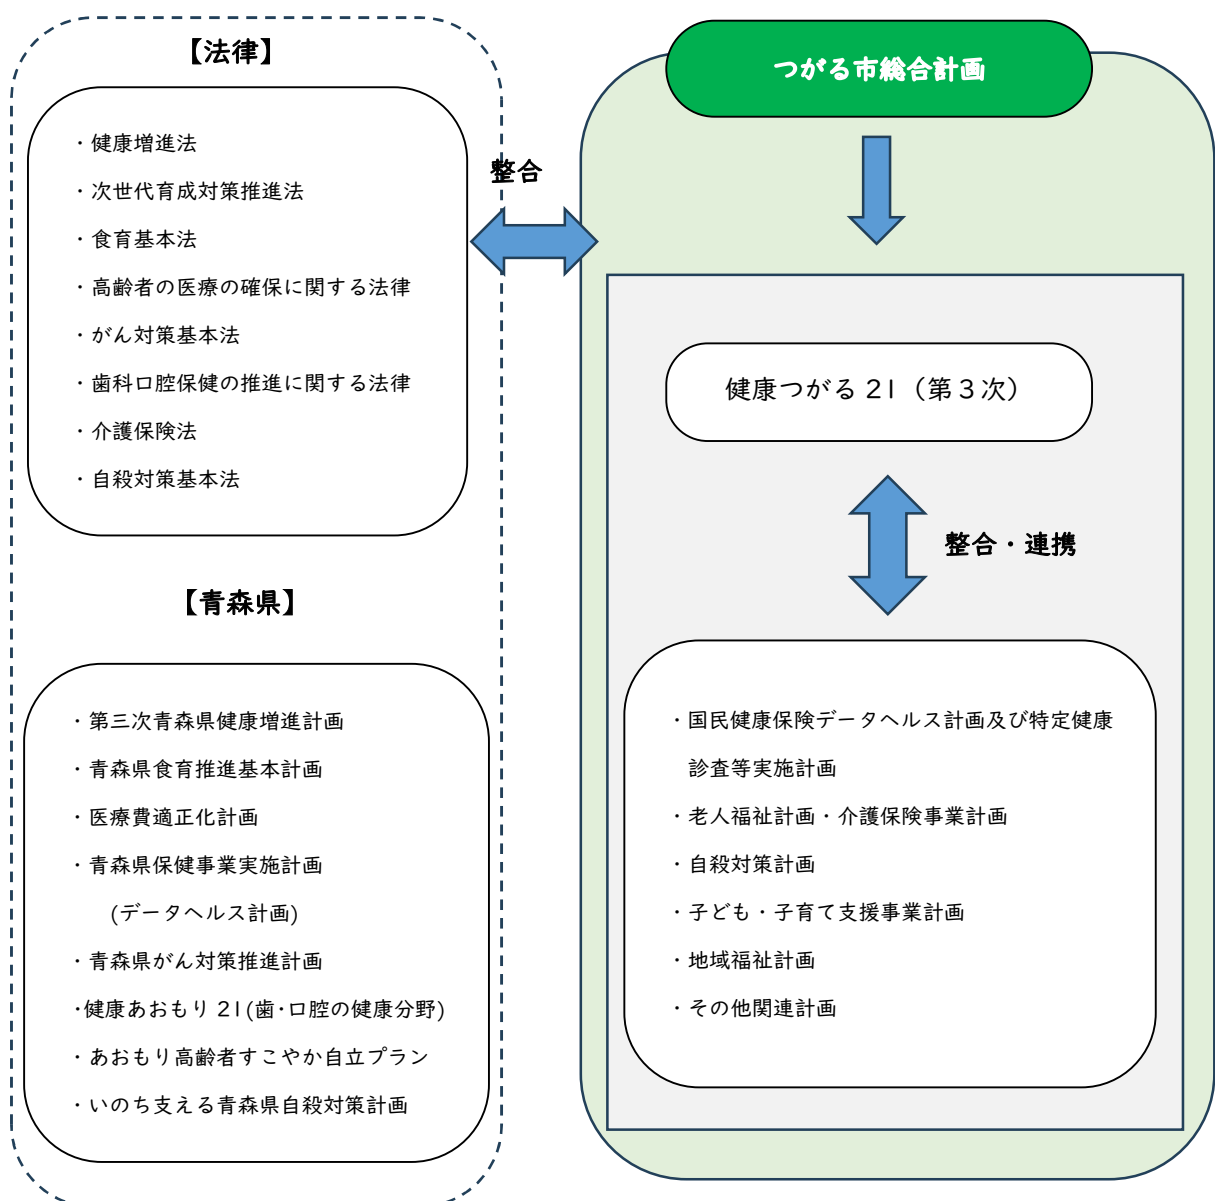 【法律】
・健康増進法
・次世代育成対策推進法
・食育基本法
・高齢者の医療の確保に関する法律
・がん対策基本法
・歯科口腔保健の推進に関する法律
・介護保険法
・自殺対策基本法
【青森県】
・第三次青森県健康増進計画
・青森県食育推進基本計画
・医療費適正化計画
・青森県保健事業実施計画
(データヘルス計画)
・青森県がん対策推進計画
・健康あおもり21(歯・口腔の健康分野)
・あおもり高齢者すこやか自立プラン
・いのち支える青森県自殺対策計画
整合
つがる市総合計画
健康つがる21（第3次）
整合・連携
・国民健康保険データヘルス計画及び特定健康
診査等実施計画
・老人福祉計画・介護保険事業計画
・自殺対策計画
・子ども・子育て支援事業計画
・地域福祉計画
・その他関連計画